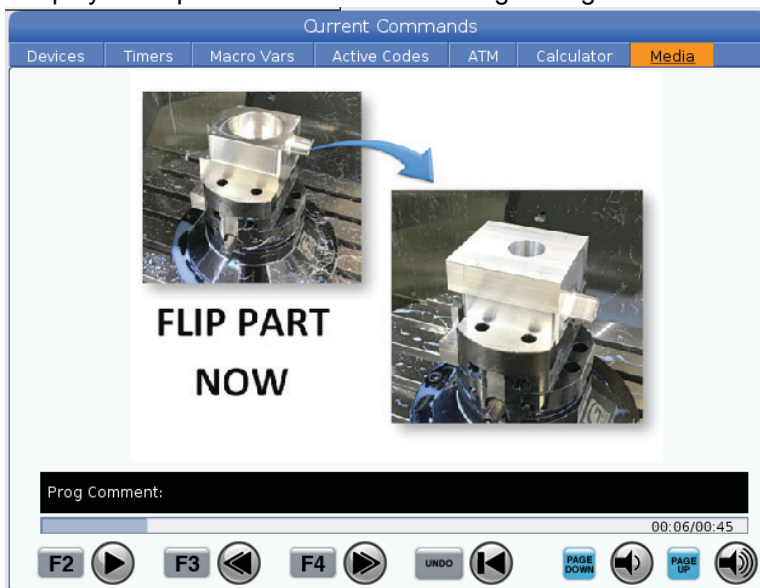 Current Commands
Devices Timers Macro Vars Active Codes ATM Calculator Media
FLIP PART
NOW
Prog Comment:
00:06/00:45
F2 F3 F4 UNDO PAGE DOWN PAGE UP